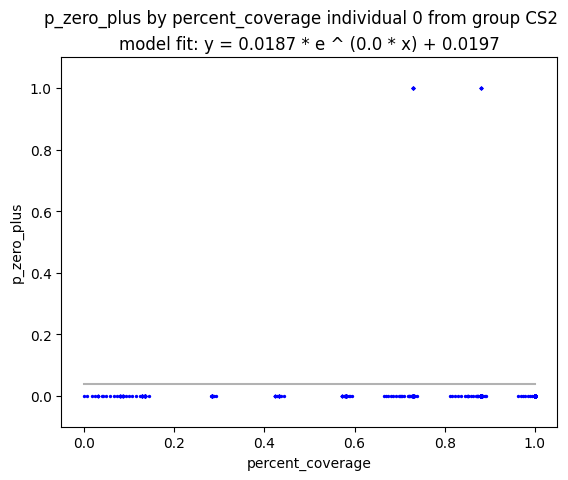 p_zero_plus by percent_coverage individual 0 from group CS2
model fit: y = 0.0187 * e ^ (0.0 * x) + 0.0197
1.0
0.8
0.6
0.4
0.2
0.0
p_zero_plus
0.0 0.2 0.4 0.6 0.8 1.0
percent_coverage